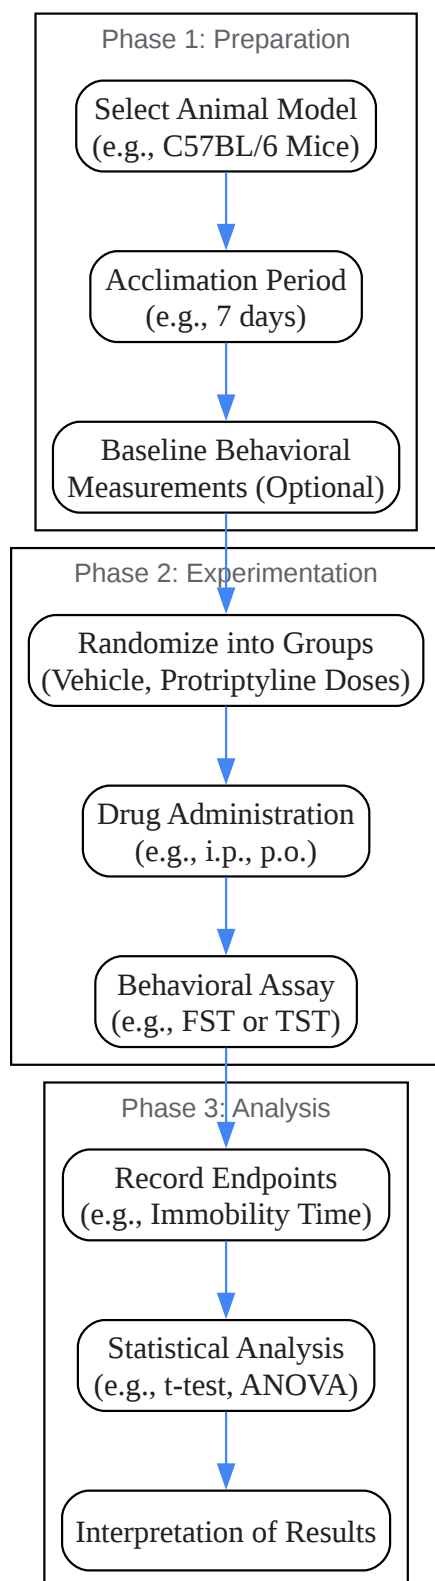 Phase 1: Preparation
Select Animal Model
(e.g., C57BL/6 Mice)
Acclimation Period
(e.g., 7 days)
Baseline Behavioral
Measurements (Optional)
Phase 2: Experimentation
Randomize into Groups
(Vehicle, Protriptyline Doses)
Drug Administration
(e.g., i.p., p.o.)
Behavioral Assay
(e.g., FST or TST)
Phase 3: Analysis
Record Endpoints
(e.g., Immobility Time)
Statistical Analysis
(e.g., t-test, ANOVA)
Interpretation of Results